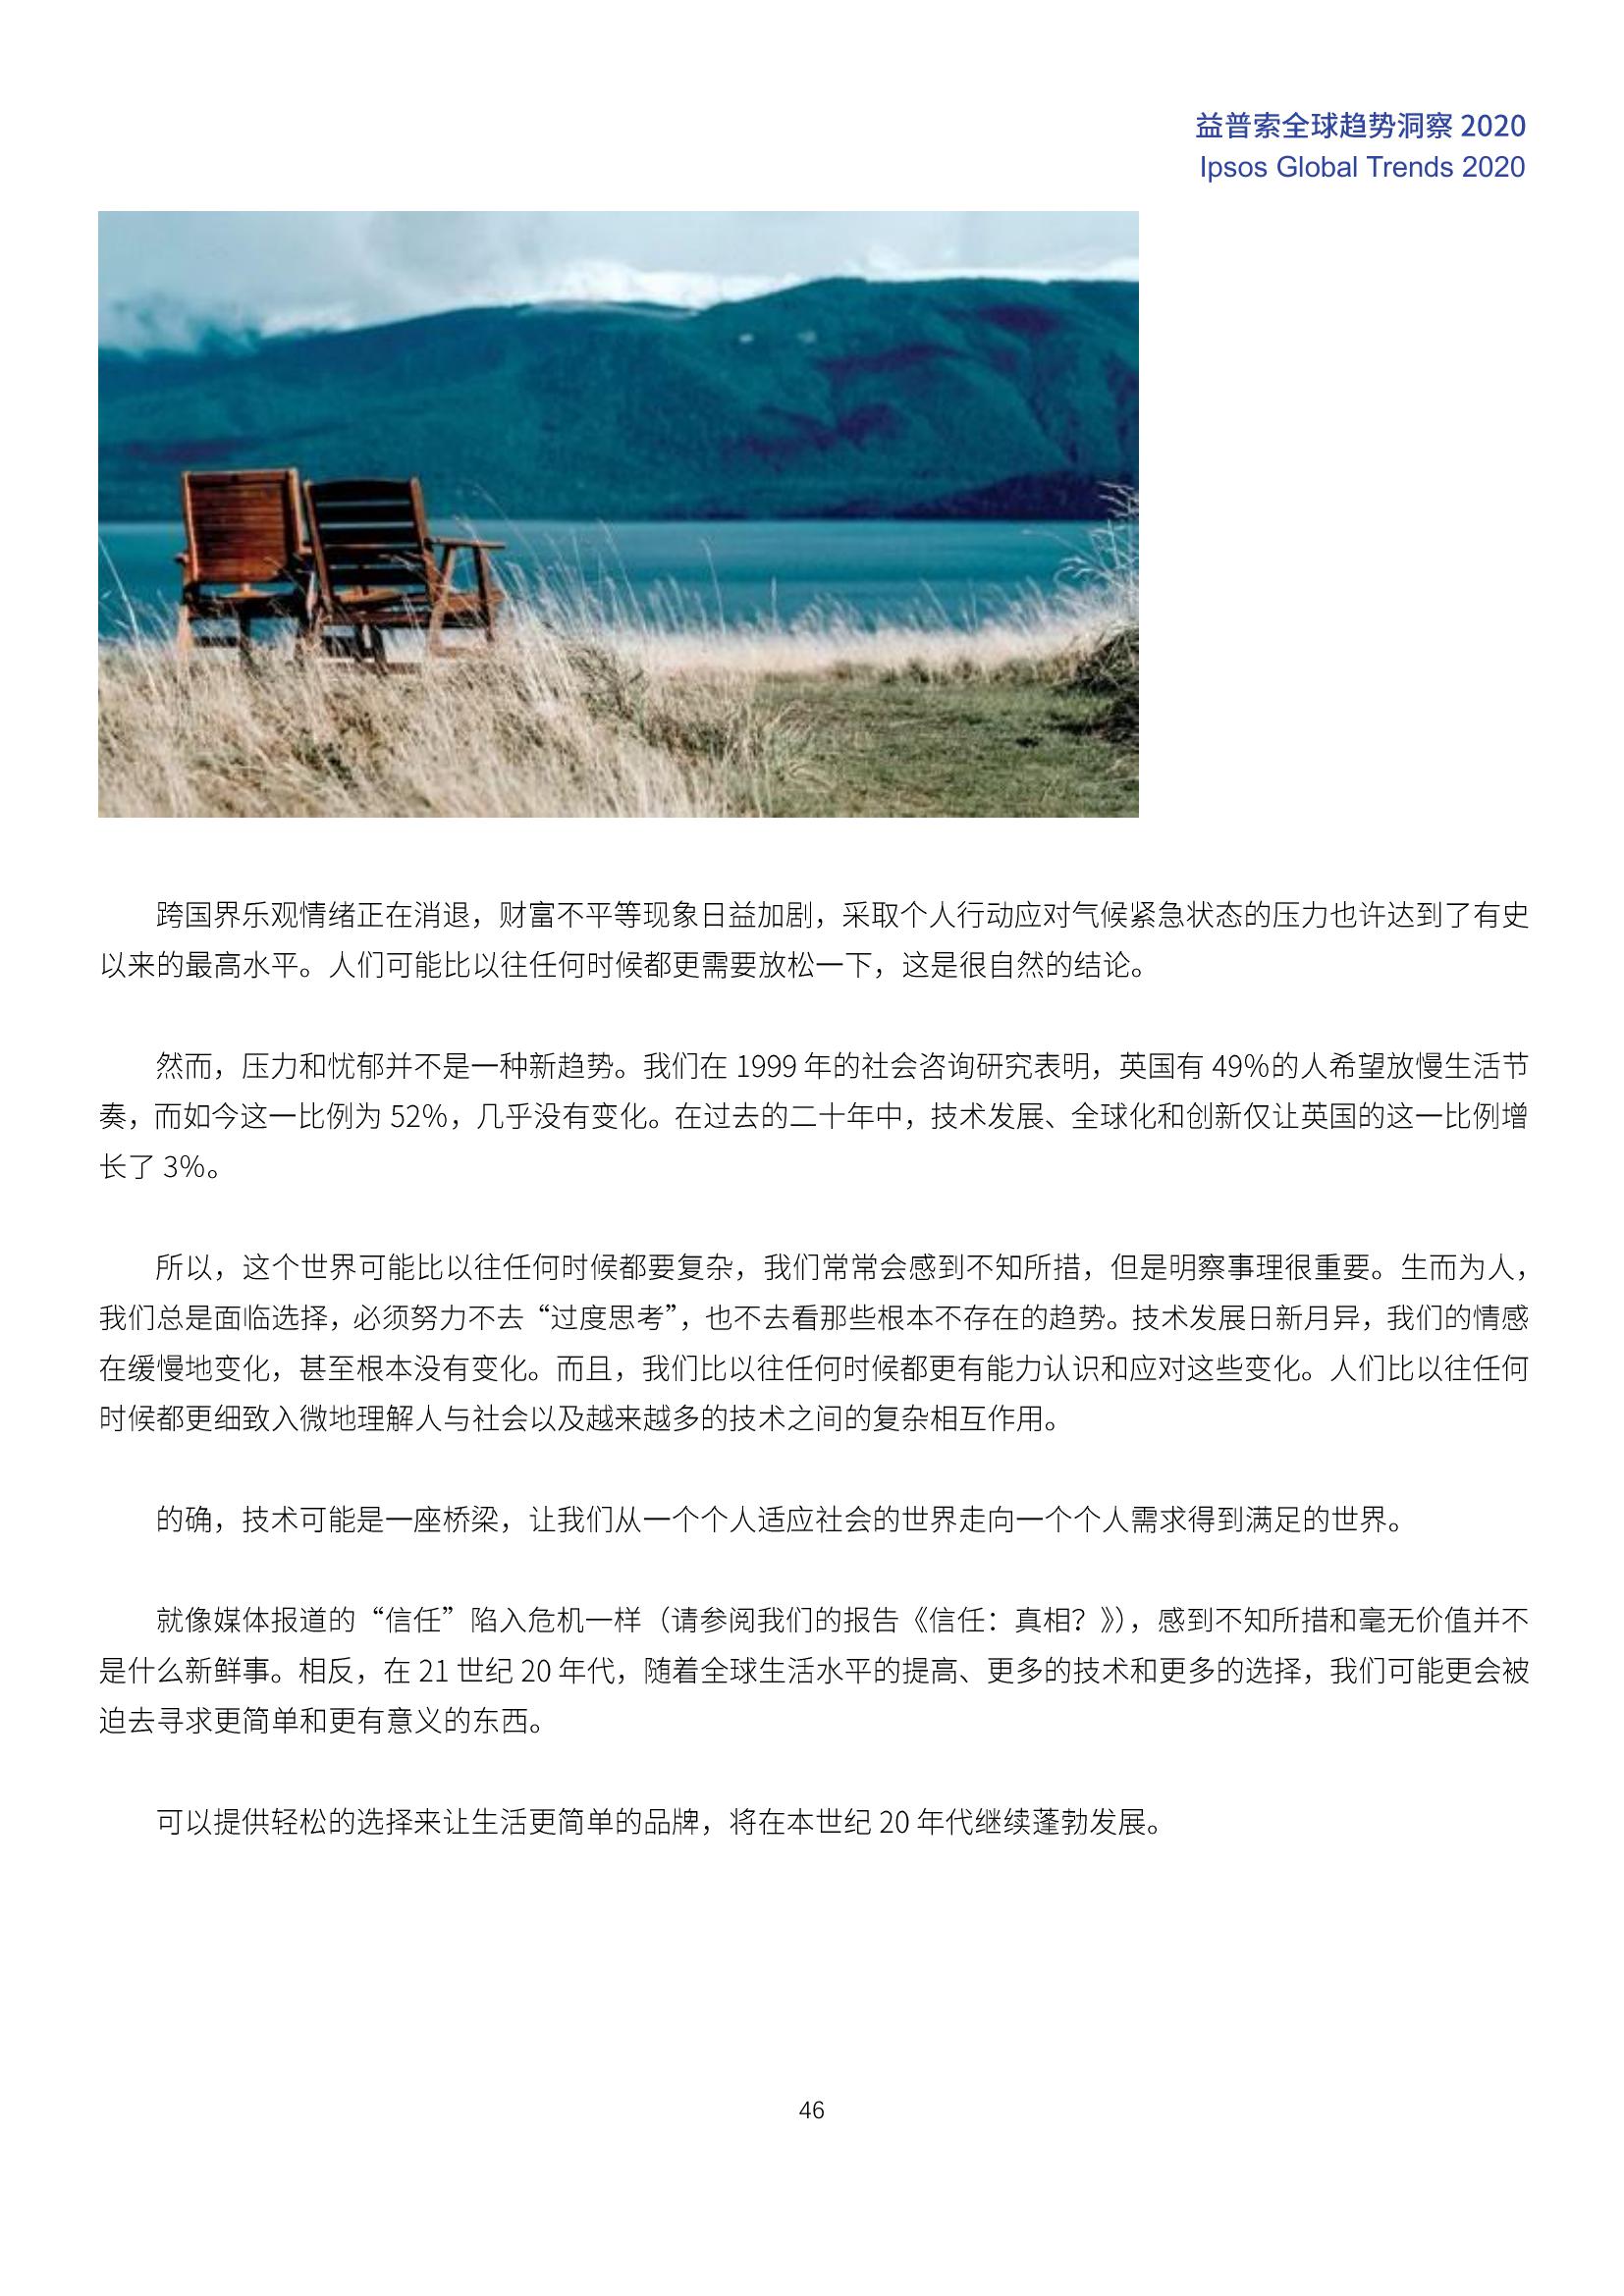 益普索全球趋势洞察 2020
Ipsos Global Trends 2020
跨国界乐观情绪正在消退，财富不平等现象日益加剧，采取个人行动应对气候紧急状态的压力也许达到了有史
以来的最高水平。人们可能比以往任何时候都更需要放松一下，这是很自然的结论。
然而，压力和忧郁并不是一种新趋势。我们在 1999 年的社会咨询研究表明，英国有 49%的人希望放慢生活节
奏，而如今这一比例为 52%，几乎没有变化。在过去的二十年中，技术发展、全球化和创新仅让英国的这一比例增
长了 3%。
所以，这个世界可能比以往任何时候都要复杂，我们常常会感到不知所措，但是明察事理很重要。生而为人，
我们总是面临选择，必须努力不去“过度思考”，也不去看那些根本不存在的趋势。技术发展日新月异，我们的情感
在缓慢地变化，甚至根本没有变化。而且，我们比以往任何时候都更有能力认识和应对这些变化。人们比以往任何
时候都更细致入微地理解人与社会以及越来越多的技术之间的复杂相互作用。
的确，技术可能是一座桥梁，让我们从一个个人适应社会的世界走向一个个人需求得到满足的世界。
就像媒体报道的“信任”陷入危机一样（请参阅我们的报告《信任：真相？》），感到不知所措和毫无价值并不
是什么新鲜事。相反，在 21 世纪 20 年代，随着全球生活水平的提高、更多的技术和更多的选择，我们可能更会被
迫去寻求更简单和更有意义的东西。
可以提供轻松的选择来让生活更简单的品牌，将在本世纪 20 年代继续蓬勃发展。
46